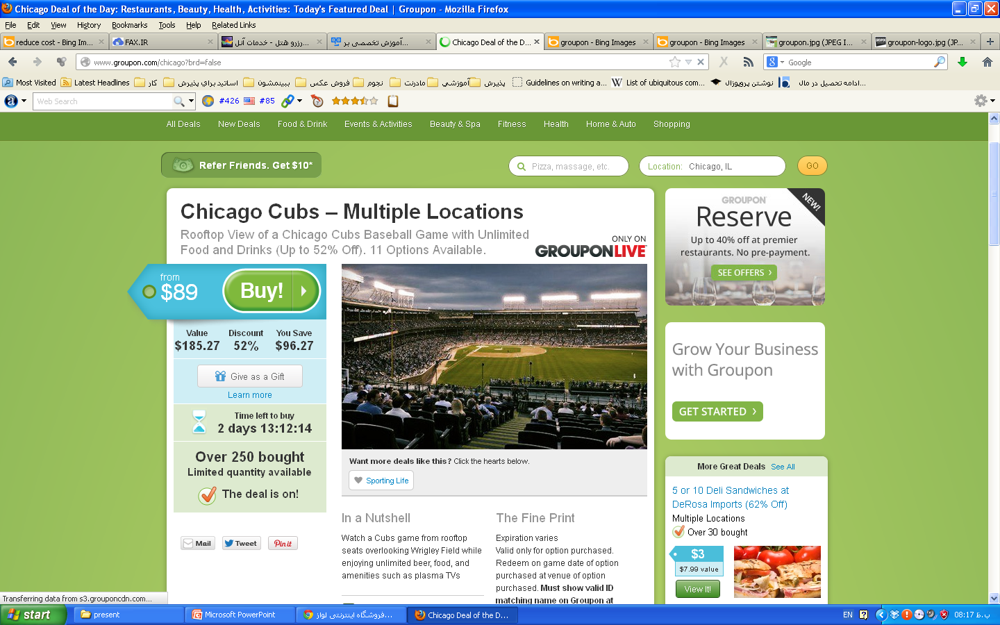 Chicago Deal of the Day: Restaurants, Beauty, Health, Activities: Today's Featured Deal | Groupon - Mozilla Firefox
File Edit View History Bookmarks Tools Help Related Links
reduce cost - Bing Im...
FAX.IR
رزرو هتل - خدمات آنل...
آموزش تخصصی بر...
Chicago Deal of the D...
groupon - Bing Images
groupon - Bing Images
groupon.jpg (JPEG I...
groupon-logo.jpg (JP...
www.groupon.com/chicago?brd=false
Google
Most Visited
Latest Headlines
کار
اساتید برای پذیرش
ببینمشون
فروش عکس
نجوم
مادرنت
آموزشي
پذیرش
Guidelines on writing a...
List of ubiquitous com...
نوشتن پروپوزال
ادامه تحصیل در مال...
Web Search
#426
#85
All Deals New Deals Food & Drink Events & Activities Beauty & Spa Fitness Health Home & Auto Shopping
Refer Friends. Get $10*
Pizza, massage, etc.
Location: Chicago, IL
GO
Chicago Cubs – Multiple Locations
Rooftop View of a Chicago Cubs Baseball Game with Unlimited
Food and Drinks (Up to 52% Off). 11 Options Available.
ONLY ON
GROUPONLIVE
from
$89
Buy!
Value Discount You Save
$185.27 52% $96.27
Give as a Gift
Learn more
Time left to buy
2 days 13:12:14
Over 250 bought
Limited quantity available
The deal is on!
Mail
Tweet
Pin it
Want more deals like this? Click the hearts below.
Sporting Life
In a Nutshell
Watch a Cubs game from rooftop
seats overlooking Wrigley Field while
enjoying unlimited beer, food, and
amenities such as plasma TVs
The Fine Print
Expiration varies
Valid only for option purchased.
Redeem on game date of option
purchased at venue of option
purchased. Must show valid ID
matching name on Groupon at
GROUPON
Reserve
NEW!
Up to 40% off at premier
restaurants. No pre-payment.
SEE OFFERS
Grow Your Business
with Groupon
GET STARTED
More Great Deals See All
5 or 10 Deli Sandwiches at
DeRosa Imports (62% Off)
Multiple Locations
Over 30 bought
$3
$7.99 value
View It!
Transferring data from s3.grouponcdn.com...
start
present
Microsoft PowerPoint
فروشگاه اینترنتی لواز...
Chicago Deal of the D...
EN
08:17 ب.ظ